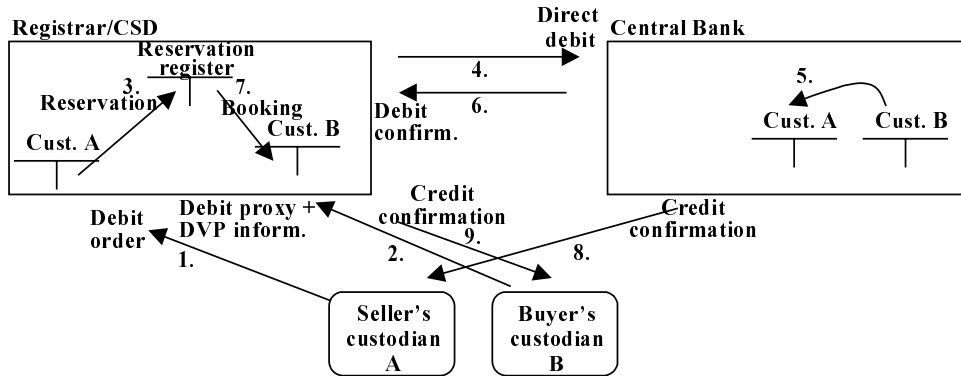 Registrar/CSD
Direct
debit
Central Bank
Reservation
register
3.
7.
Reservation
Booking
Cust. A
Cust. B
4.
6.
Debit
confirm.
5.
Cust. A
Cust. B
Debit
order
Debit proxy +
DVP inform.
Credit
confirmation
Credit
confirmation
1.
2.
9.
8.
Seller's
custodian
A
Buyer's
custodian
B